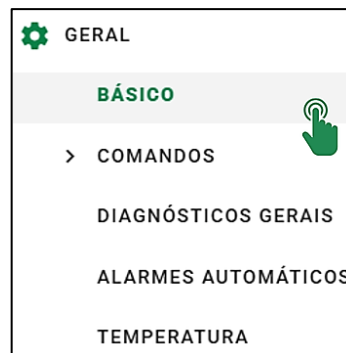 GERAL
BÁSICO
COMANDOS
DIAGNÓSTICOS GERAIS
ALARMES AUTOMÁTICOS
TEMPERATURA